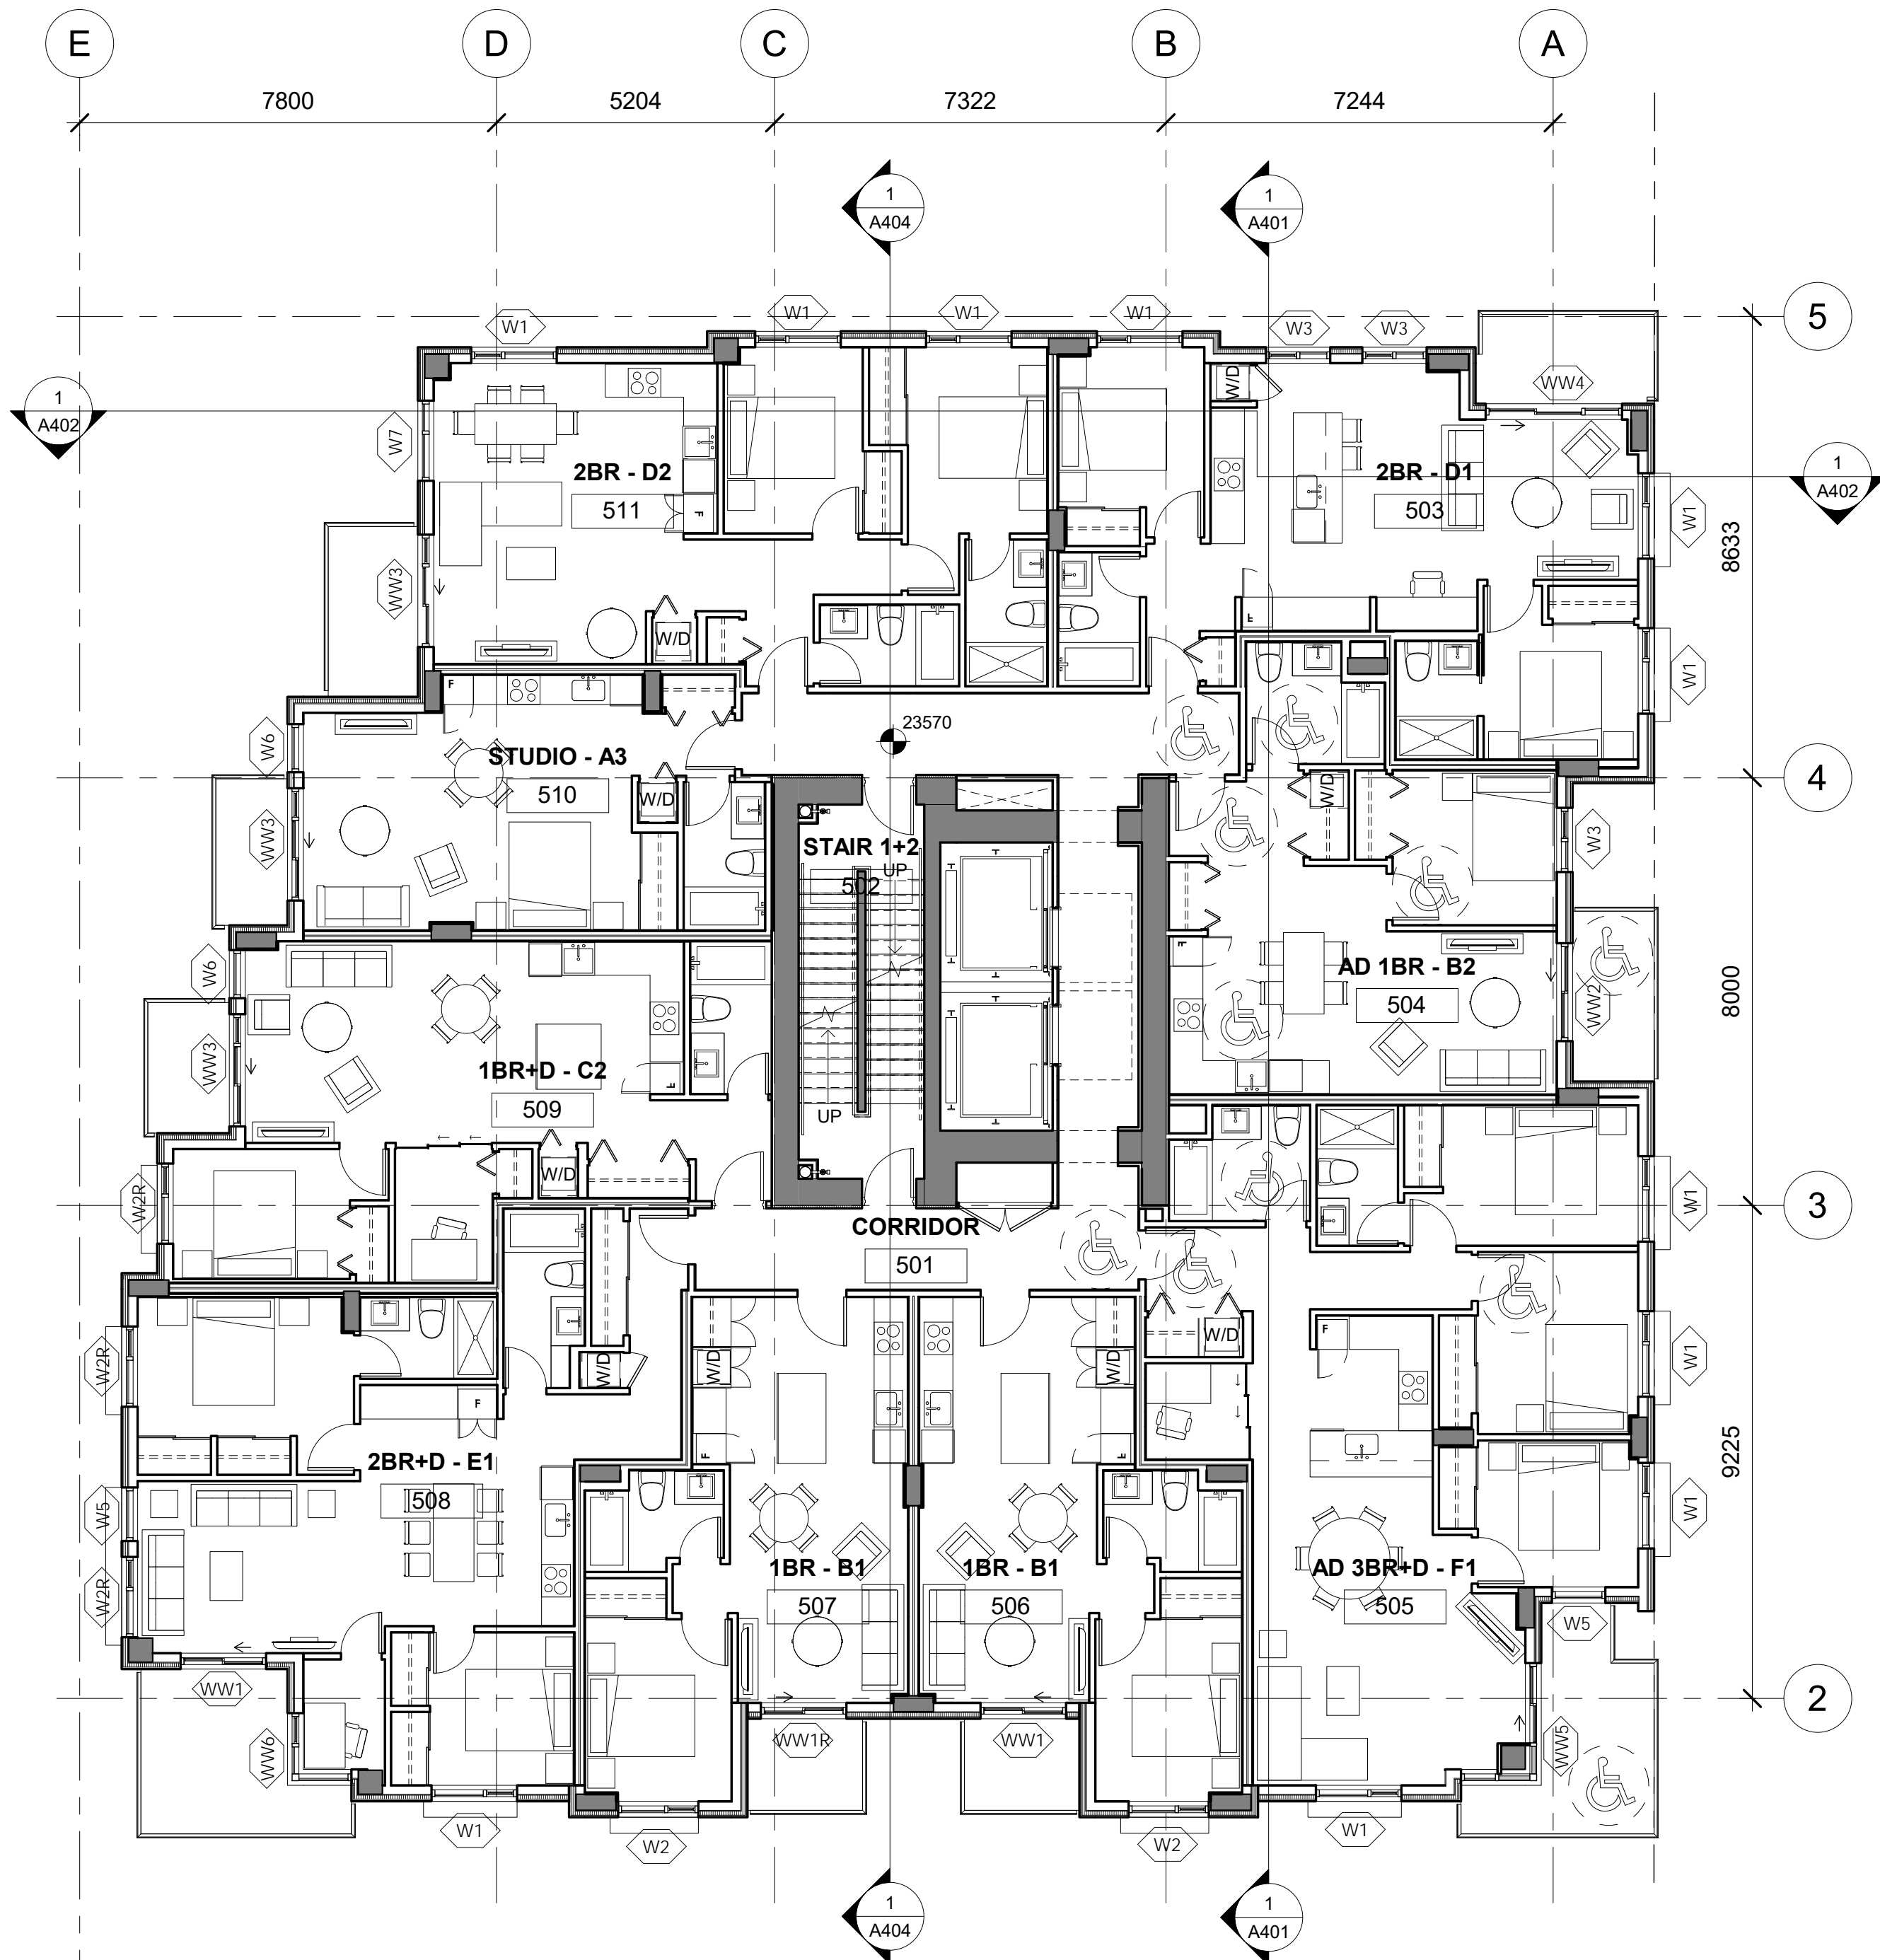 E
D
C
B
A
7800
5204
7322
7244
1
A404
1
A401
5
W1
W1
W1
W1
W3
W3
WW4
1
A402
W7
W/D
2BR - D2
511
F
2BR - D1
503
1
A402
W1
8633
WW3
W/D
F
W1
F
W6
STUDIO - A3
510
23570
4
W/D
W/D
WW3
STAIR 1+2
502
UP
W3
F
W6
AD 1BR - B2
504
WW2
8000
WW3
1BR+D - C2
509
F
UP
W/D
W2R
CORRIDOR
501
W1
3
W2R
W/D
W/D
W/D
W/D
F
W1
F
F
F
2BR+D - E1
508
W5
9225
W1
W2R
1BR - B1
507
1BR - B1
506
AD 3BR+D - F1
505
W5
WW1
WW6
WW1R
WW1
WW5
2
W1
W2
W2
W1
1
A404
1
A401